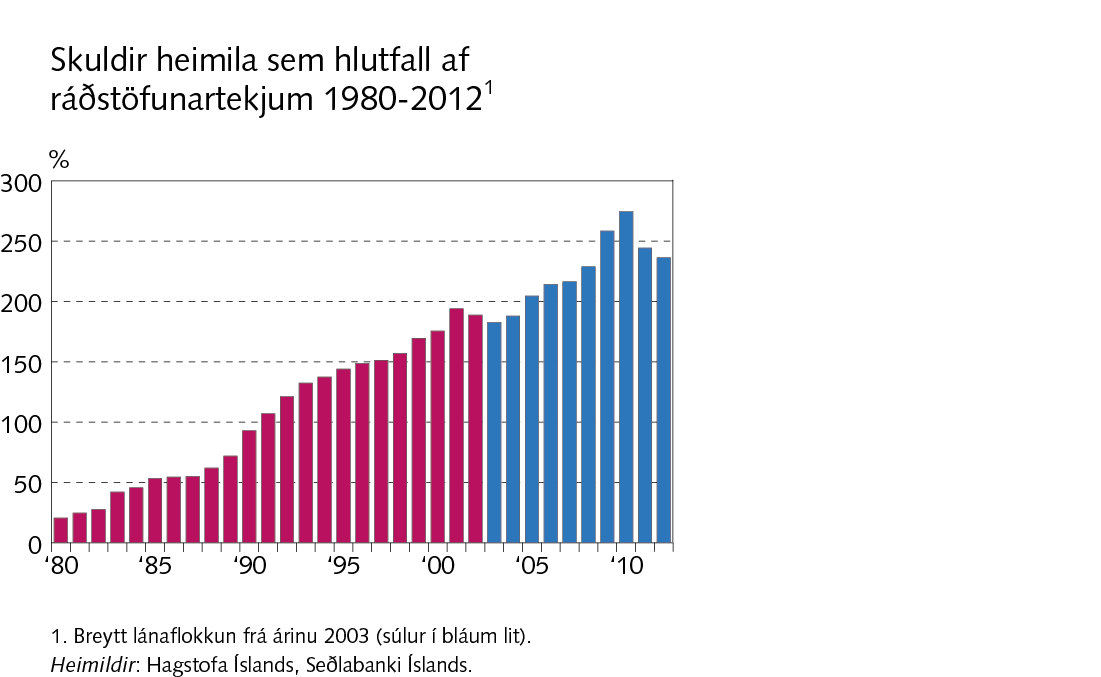 Skuldir heimila sem hlutfall af
ráðstöfunartekjum 1980-2012¹
%
300
250
200
150
100
50
0
‘80 ‘85 ‘90 ‘95 ‘00 ‘05 ‘10
1. Breytt lánaflokkun frá árinu 2003 (súlur í bláum lit).
Heimildir: Hagstofa Íslands, Seðlabanki Íslands.